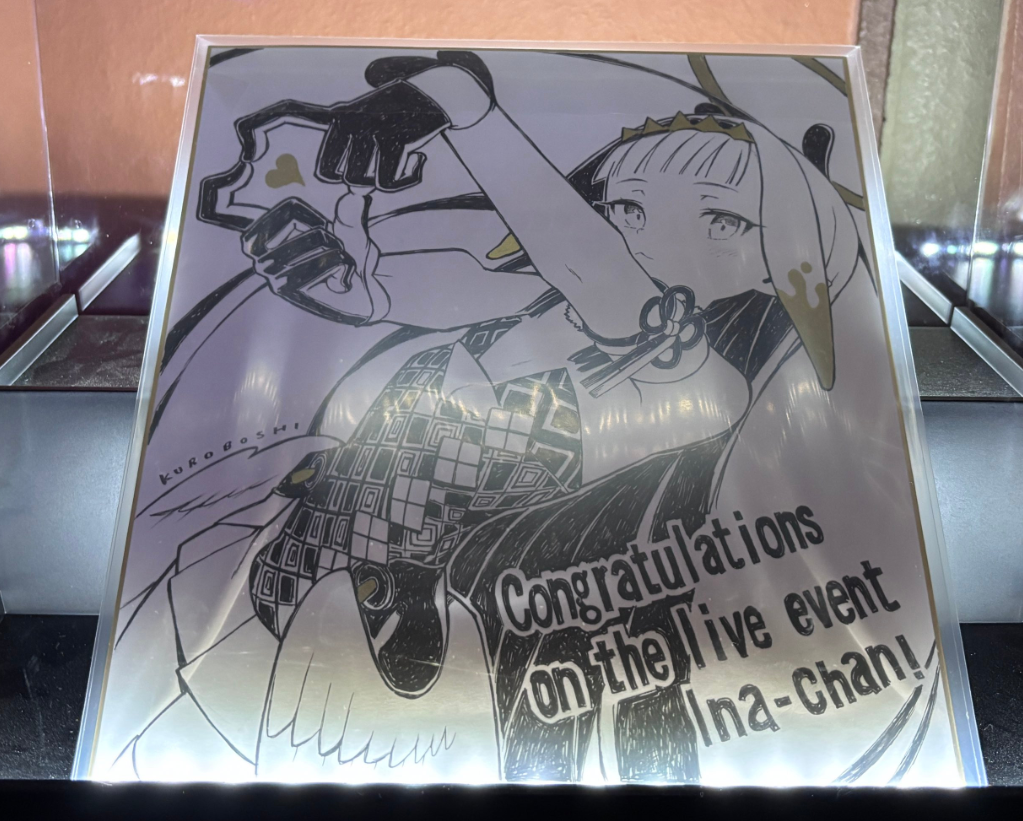 KUROBOSHI
Congratulations
on the live event
Ina-Chan!